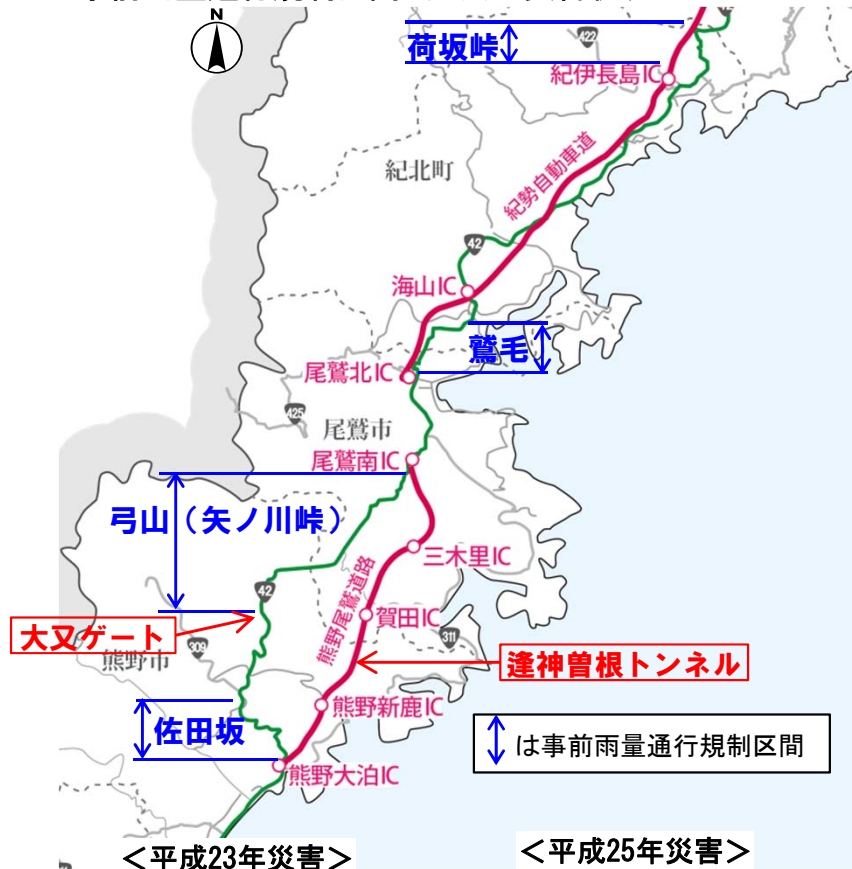 N
荷坂峠
422
紀伊長島IC
紀北町
紀勢自動車道
42
海山IC
鷲毛
尾鷲北IC
425
尾鷲市
尾鷲南IC
弓山（矢ノ川峠）
三木里IC
42
熊野尾鷲道路
賀田IC
大又ゲート
309
311
熊野市
逢神曽根トンネル
熊野新鹿IC
佐田坂
は事前雨量通行規制区間
熊野大泊IC
＜平成23年災害＞
＜平成25年災害＞